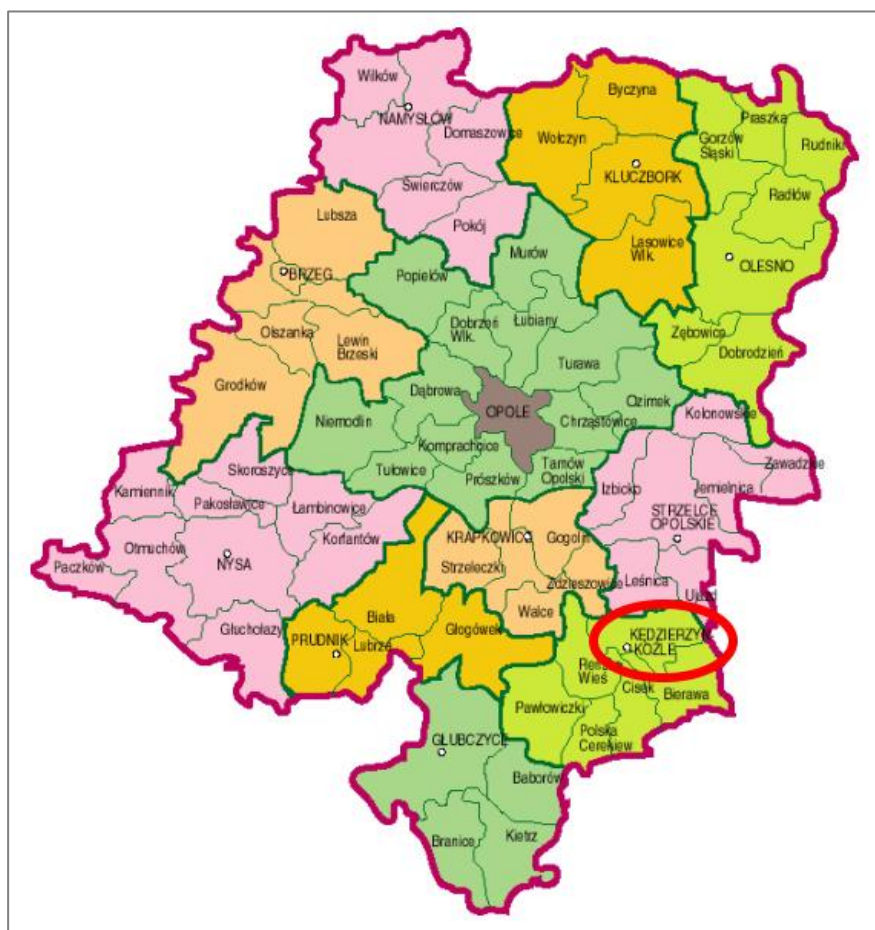 Wilków
NAMYSŁÓW
Domaszowice
Świerczów
Pokój
Byczyna
Wołczyn
KLUCZBORK
Lasowice
Wlk.
Praszka
Gorzów
Śląski
Rudniki
Radłów
OLESNO
Zębowice
Dobrodzień
Lubsza
BRZEG
Olszanka
Lewin
Brzeski
Grodków
Murów
Popielów
Dobrzeń
Wlk.
Łubiany
Turawa
Dąbrowa
OPOLE
Ozimek
Chrząstowice
Niemodlin
Komprachcice
Tułowice
Prószków
Tarnów
Opolski
Kolonowskie
Zawadzkie
Izbicko
Jemielnica
STRZELCE
OPOLSKIE
Leśnica
Ujazd
Skoroszyce
Kamiennik
Pakosławice
Łambinowice
Otmuchów
Korfantów
Paczków
NYSA
Głuchołazy
KRAPKOWICE
Gogolin
Strzeleczki
Zdzieszowice
Walce
Biała
PRUDNIK
Lubrza
Głogówek
KĘDZIERZYN
KOŹLE
Reńska
Wieś
Cisek
Bierawa
Pawłowiczki
Polska
Cerekiew
GŁUBCZYCE
Baborów
Branice
Kietrz